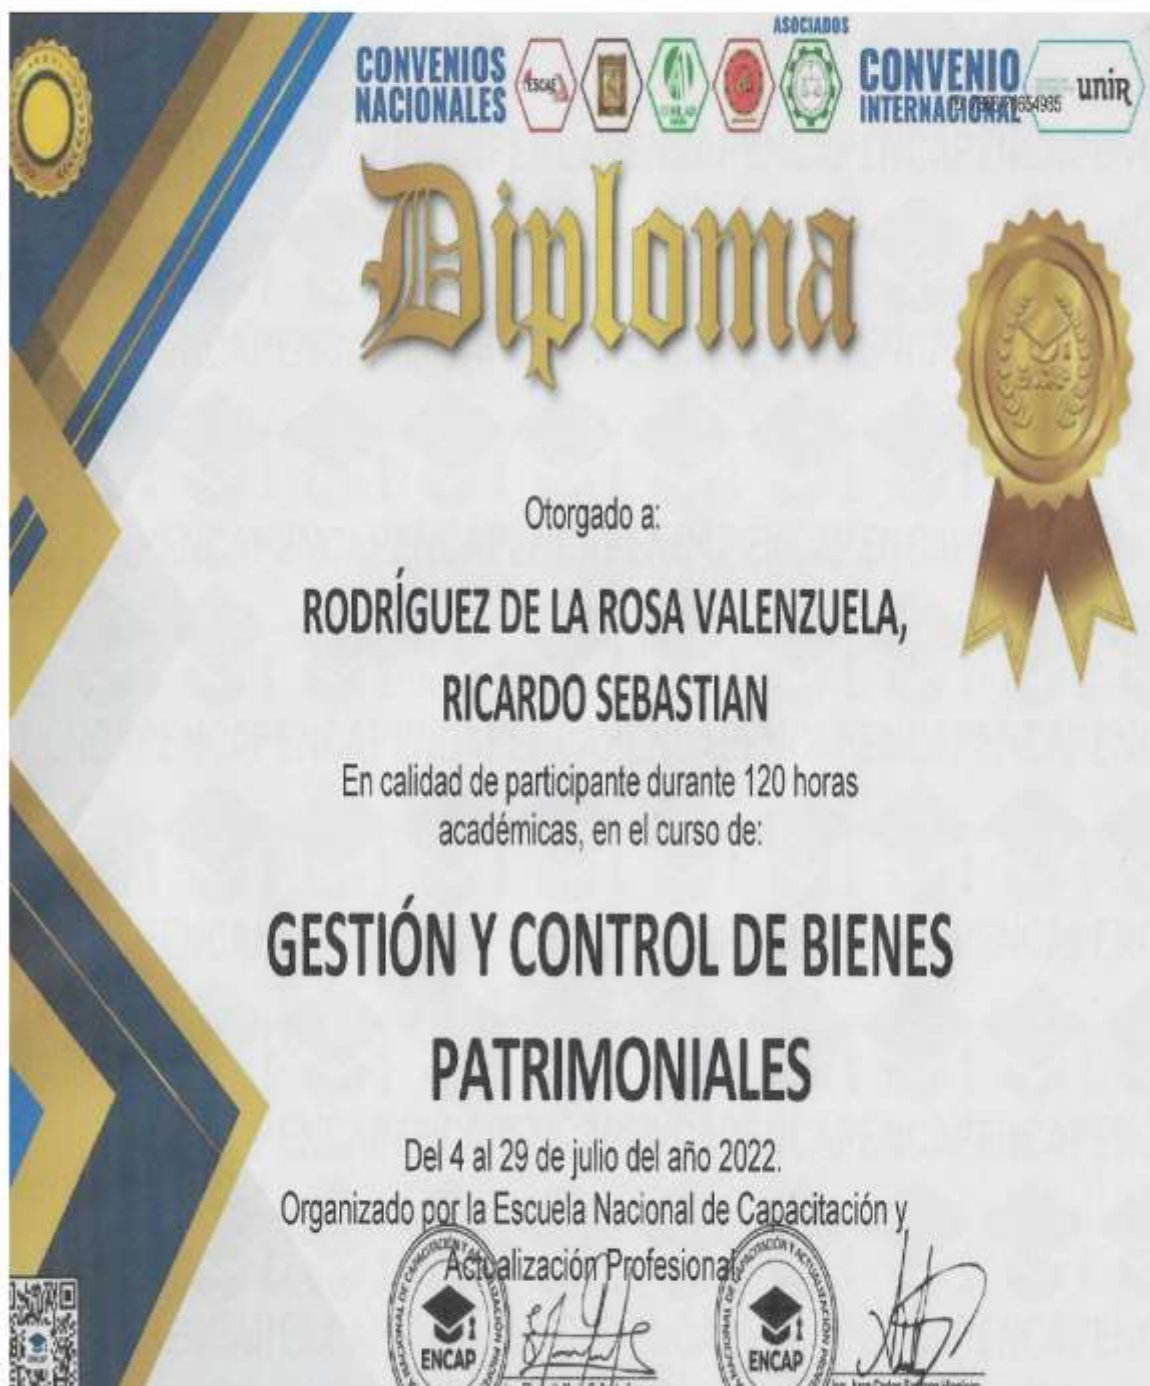 ASOCIADOS
CONVENIOS
NACIONALES
ESCAE
CONVENIO
INTERNACIONAL
unir
Diploma
Otorgado a:
RODRÍGUEZ DE LA ROSA VALENZUELA,
RICARDO SEBASTIAN
En calidad de participante durante 120 horas
académicas, en el curso de:
GESTIÓN Y CONTROL DE BIENES
PATRIMONIALES
Del 4 al 29 de julio del año 2022.
Organizado por la Escuela Nacional de Capacitación y
Actualización Profesional
ENCAP
ENCAP